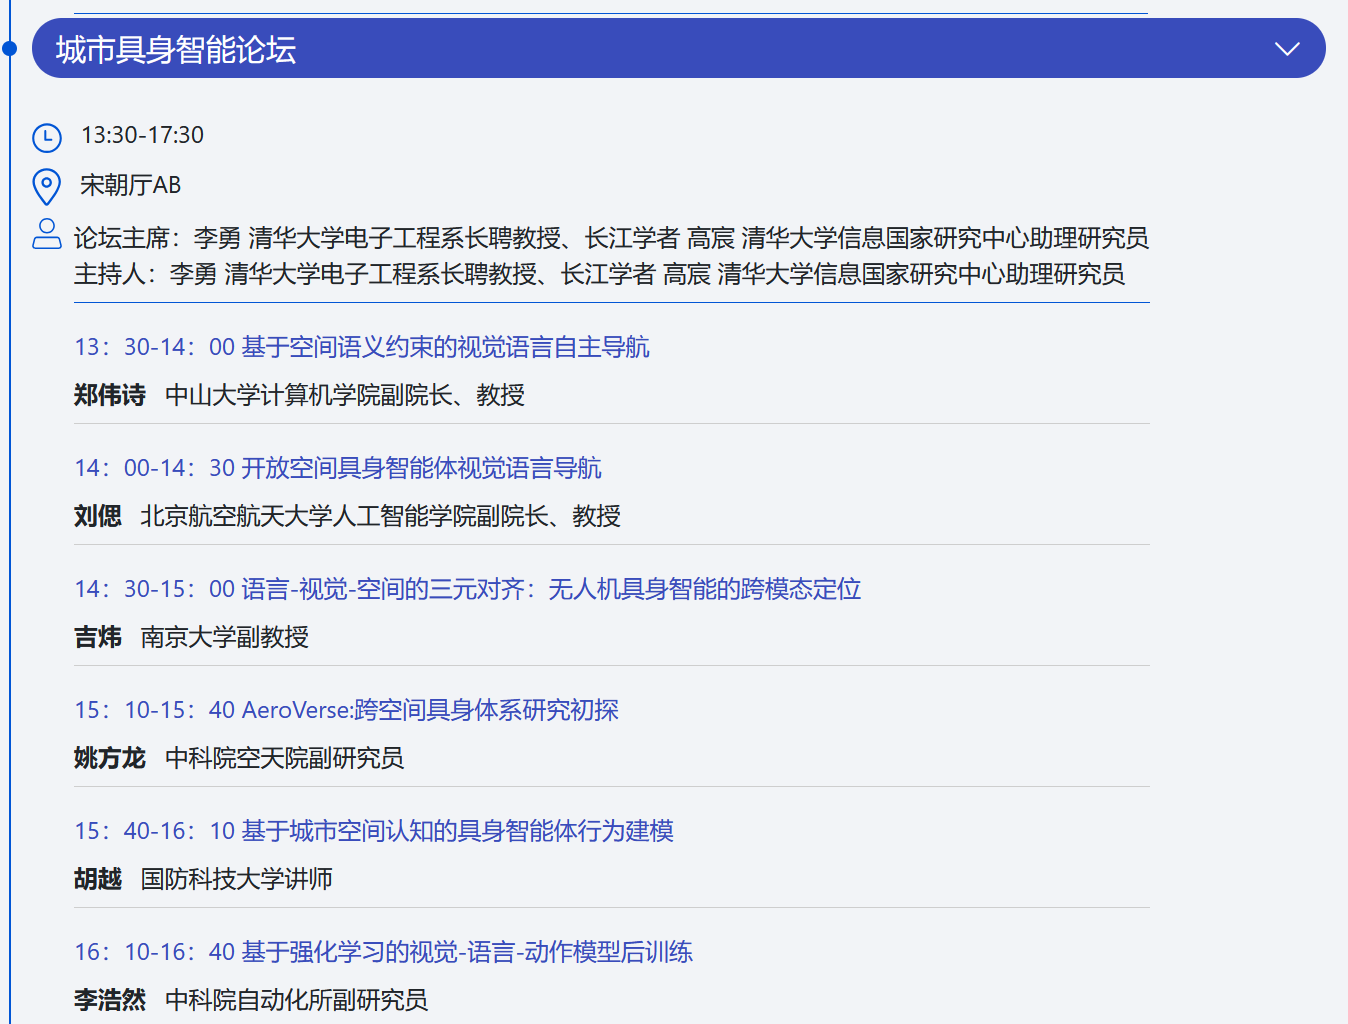 城市具身智能论坛
13:30-17:30
宋朝厅AB
论坛主席：李勇 清华大学电子工程系长聘教授、长江学者 高宸 清华大学信息国家研究中心助理研究员
主持人：李勇 清华大学电子工程系长聘教授、长江学者 高宸 清华大学信息国家研究中心助理研究员
13：30-14：00 基于空间语义约束的视觉语言自主导航
郑伟诗 中山大学计算机学院副院长、教授
14：00-14：30 开放空间具身智能体视觉语言导航
刘偲 北京航空航天大学人工智能学院副院长、教授
14：30-15：00 语言-视觉-空间的三元对齐：无人机具身智能的跨模态定位
吉炜 南京大学副教授
15：10-15：40 AeroVerse:跨空间具身体系研究初探
姚方龙 中科院空天院副研究员
15：40-16：10 基于城市空间认知的具身智能体行为建模
胡越 国防科技大学讲师
16：10-16：40 基于强化学习的视觉-语言-动作模型后训练
李浩然 中科院自动化所副研究员